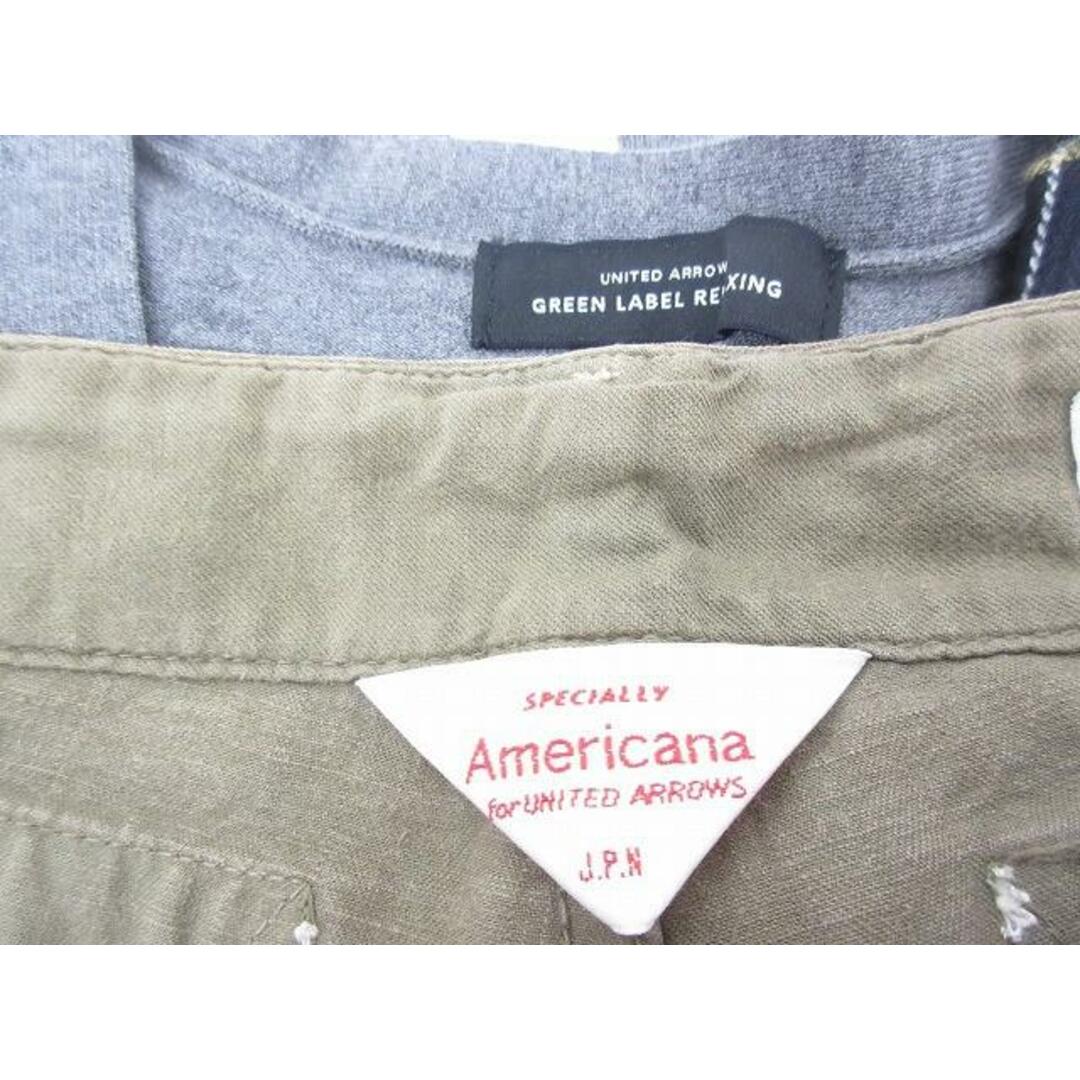 UNITED ARROW
GREEN LABEL RE XING
SPECIALLY
Americana
for UNITED ARROWS
J.P.N